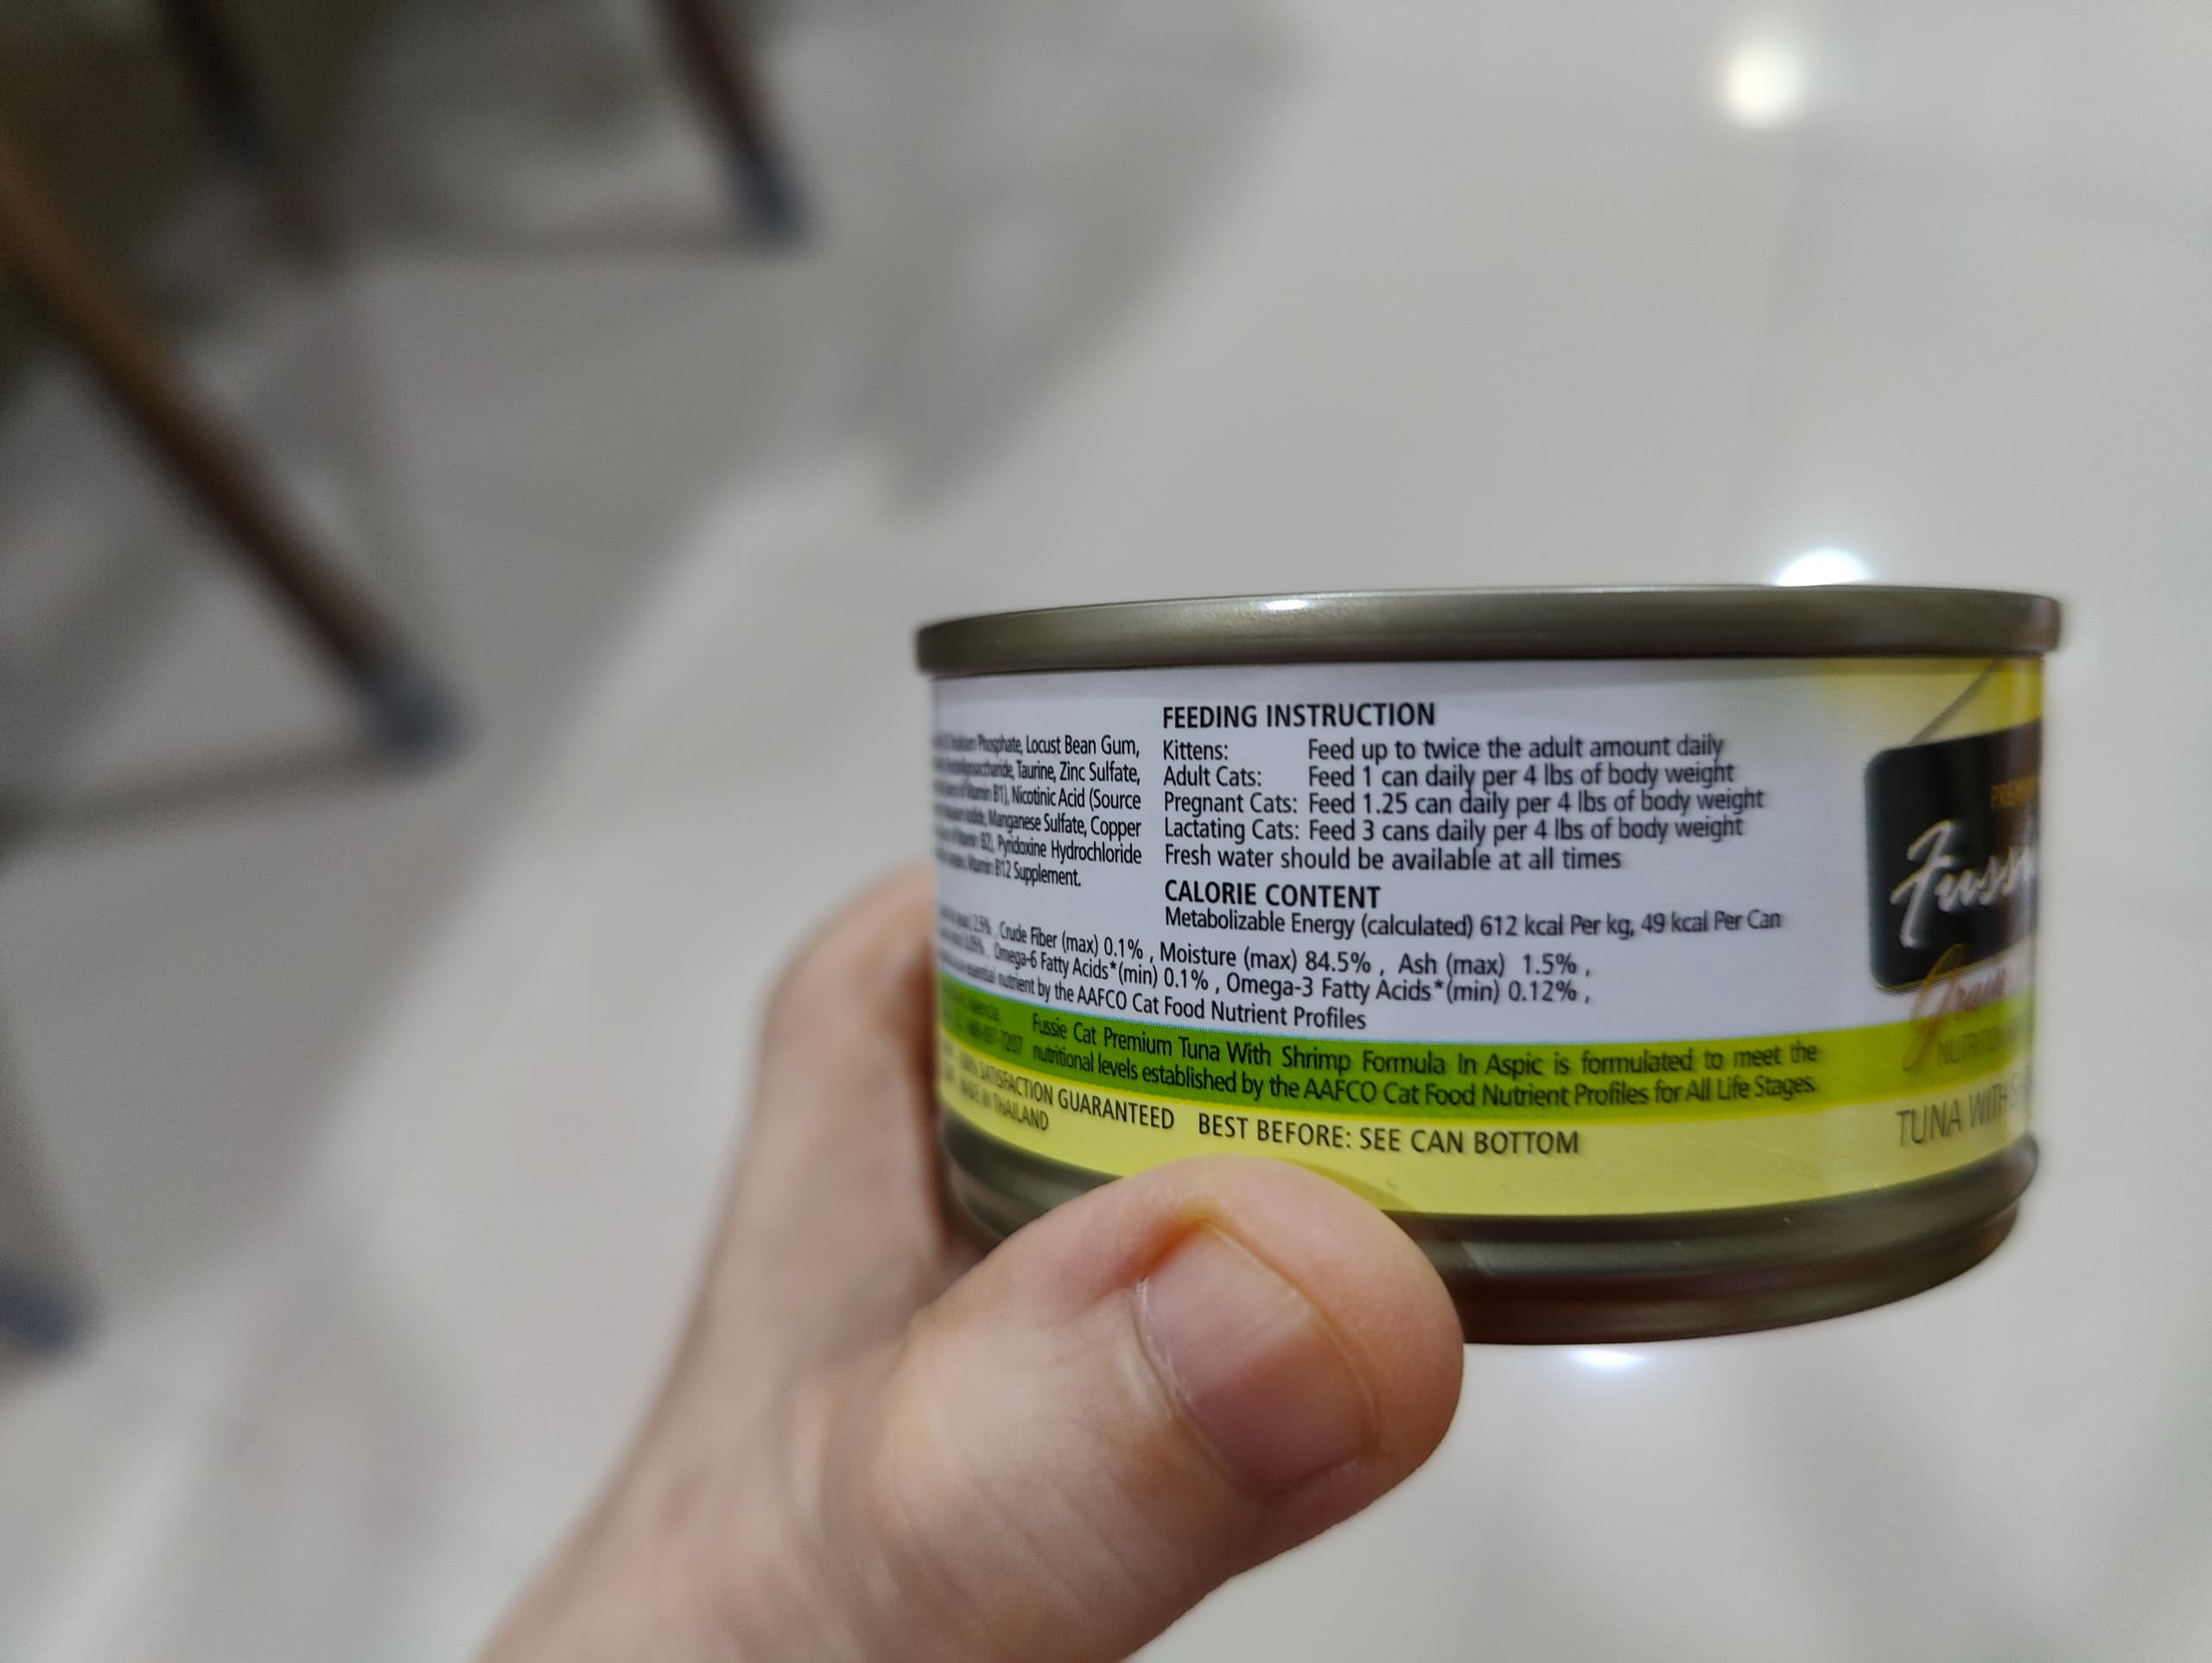 Phosphate, Locust Bean Gum,
Taurine, Zinc Sulfate,
B1), Nicotinic Acid (Source
Manganese Sulfate, Copper
B2), Pyridoxine Hydrochloride
Vitamin B12 Supplement.
FEEDING INSTRUCTION
Kittens: Feed up to twice the adult amount daily
Adult Cats: Feed 1 can daily per 4 lbs of body weight
Pregnant Cats: Feed 1.25 can daily per 4 lbs of body weight
Lactating Cats: Feed 3 cans daily per 4 lbs of body weight
Fresh water should be available at all times
CALORIE CONTENT
Metabolizable Energy (calculated) 612 kcal Per kg, 49 kcal Per Can
Crude Fiber (max) 0.1% , Moisture (max) 84.5% , Ash (max) 1.5% ,
Omega-6 Fatty Acids*(min) 0.1% , Omega-3 Fatty Acids*(min) 0.12% ,
essential nutrient by the AAFCO Cat Food Nutrient Profiles
Fussie Cat Premium Tuna With Shrimp Formula In Aspic is formulated to meet the
nutritional levels established by the AAFCO Cat Food Nutrient Profiles for All Life Stages.
SATISFACTION GUARANTEED BEST BEFORE: SEE CAN BOTTOM
MADE IN THAILAND
Fussi
TUNA WITH